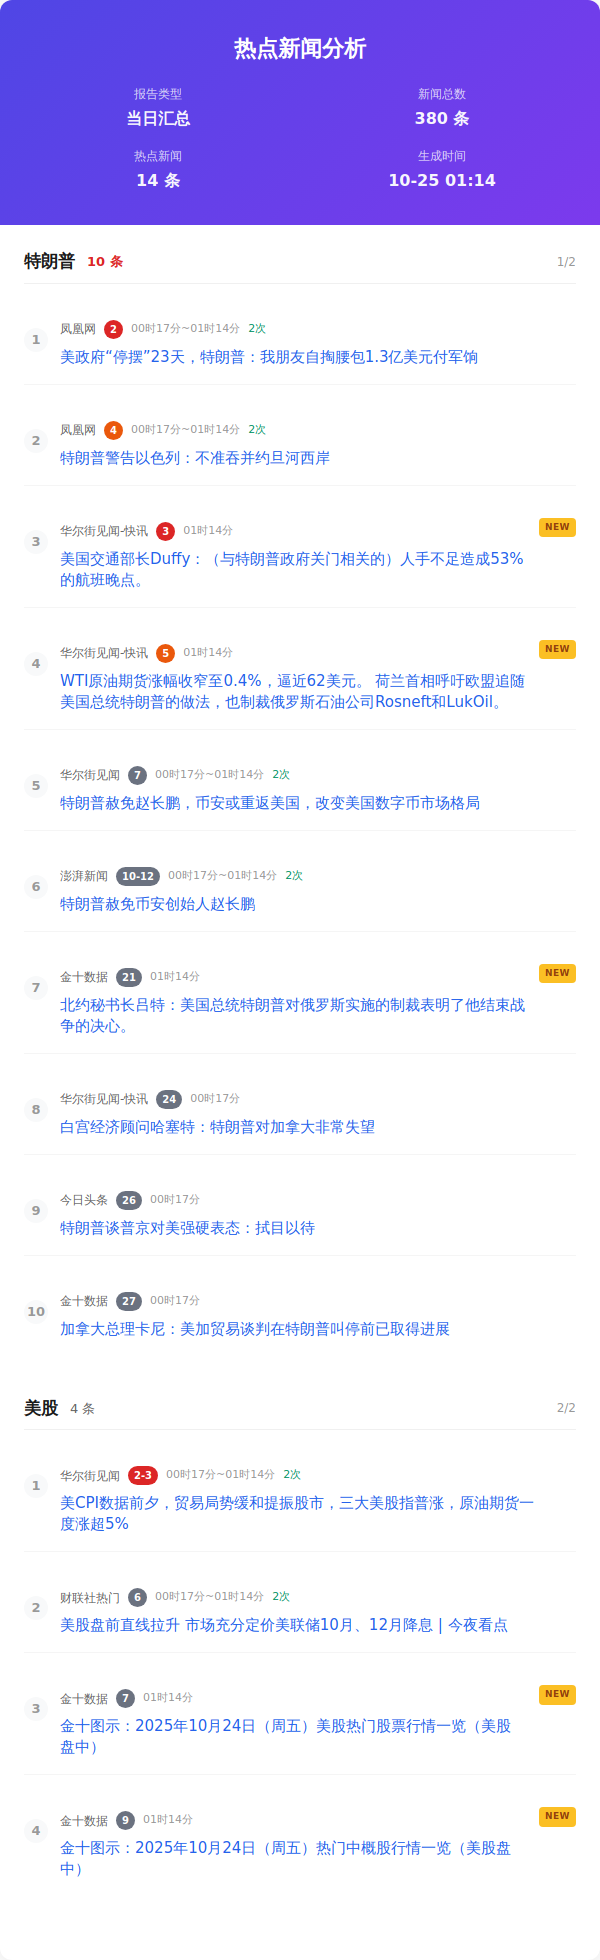 热点新闻分析
报告类型
当日汇总
新闻总数
380 条
热点新闻
14 条
生成时间
10-25 01:14
特朗普 10 条 1/2
1 凤凰网 2 00时17分~01时14分 2次
美政府“停摆”23天，特朗普：我朋友自掏腰包1.3亿美元付军饷
2 凤凰网 4 00时17分~01时14分 2次
特朗普警告以色列：不准吞并约旦河西岸
3 华尔街见闻-快讯 3 01时14分 NEW
美国交通部长Duffy：（与特朗普政府关门相关的）人手不足造成53%
的航班晚点。
4 华尔街见闻-快讯 5 01时14分 NEW
WTI原油期货涨幅收窄至0.4%，逼近62美元。 荷兰首相呼吁欧盟追随
美国总统特朗普的做法，也制裁俄罗斯石油公司Rosneft和LukOil。
5 华尔街见闻 7 00时17分~01时14分 2次
特朗普赦免赵长鹏，币安或重返美国，改变美国数字币市场格局
6 澎湃新闻 10-12 00时17分~01时14分 2次
特朗普赦免币安创始人赵长鹏
7 金十数据 21 01时14分 NEW
北约秘书长吕特：美国总统特朗普对俄罗斯实施的制裁表明了他结束战
争的决心。
8 华尔街见闻-快讯 24 00时17分
白宫经济顾问哈塞特：特朗普对加拿大非常失望
9 今日头条 26 00时17分
特朗普谈普京对美强硬表态：拭目以待
10 金十数据 27 00时17分
加拿大总理卡尼：美加贸易谈判在特朗普叫停前已取得进展
美股 4 条 2/2
1 华尔街见闻 2-3 00时17分~01时14分 2次
美CPI数据前夕，贸易局势缓和提振股市，三大美股指普涨，原油期货一
度涨超5%
2 财联社热门 6 00时17分~01时14分 2次
美股盘前直线拉升 市场充分定价美联储10月、12月降息 | 今夜看点
3 金十数据 7 01时14分 NEW
金十图示：2025年10月24日（周五）美股热门股票行情一览（美股
盘中）
4 金十数据 9 01时14分 NEW
金十图示：2025年10月24日（周五）热门中概股行情一览（美股盘
中）